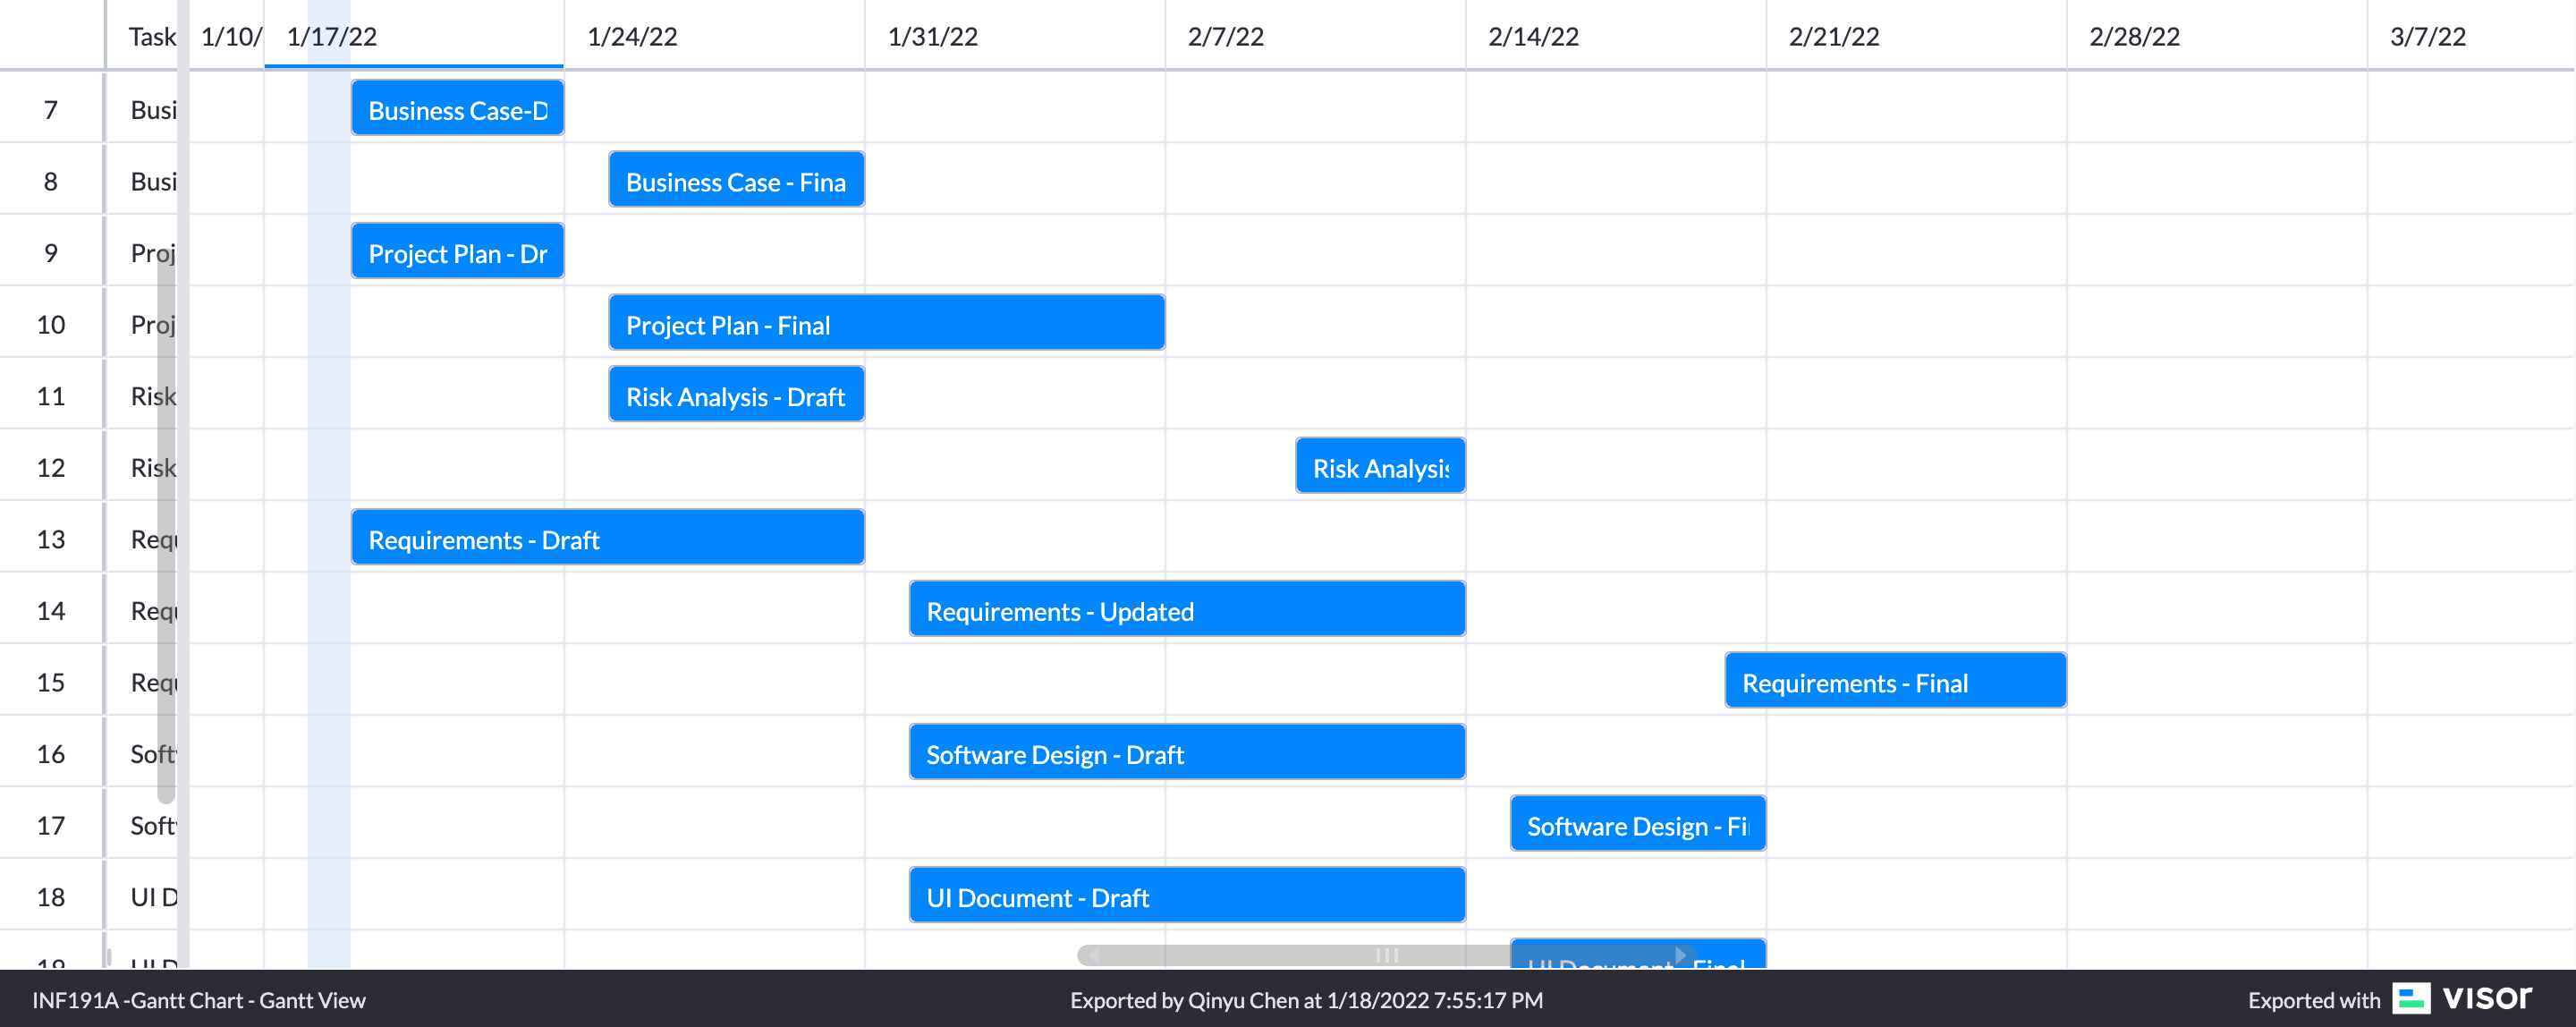 Task 1/10/ 1/17/22 1/24/22 1/31/22 2/7/22 2/14/22 2/21/22 2/28/22 3/7/22
7 Busi Business Case-D
8 Busi Business Case - Fina
9 Proj Project Plan - Dr
10 Proj Project Plan - Final
11 Risk Risk Analysis - Draft
12 Risk Risk Analysis
13 Requ Requirements - Draft
14 Requ Requirements - Updated
15 Requ Requirements - Final
16 Soft Software Design - Draft
17 Soft Software Design - Fi
18 UI D UI Document - Draft
19 UI D UI Document - Final
INF191A -Gantt Chart - Gantt View Exported by Qinyu Chen at 1/18/2022 7:55:17 PM Exported with VISOR